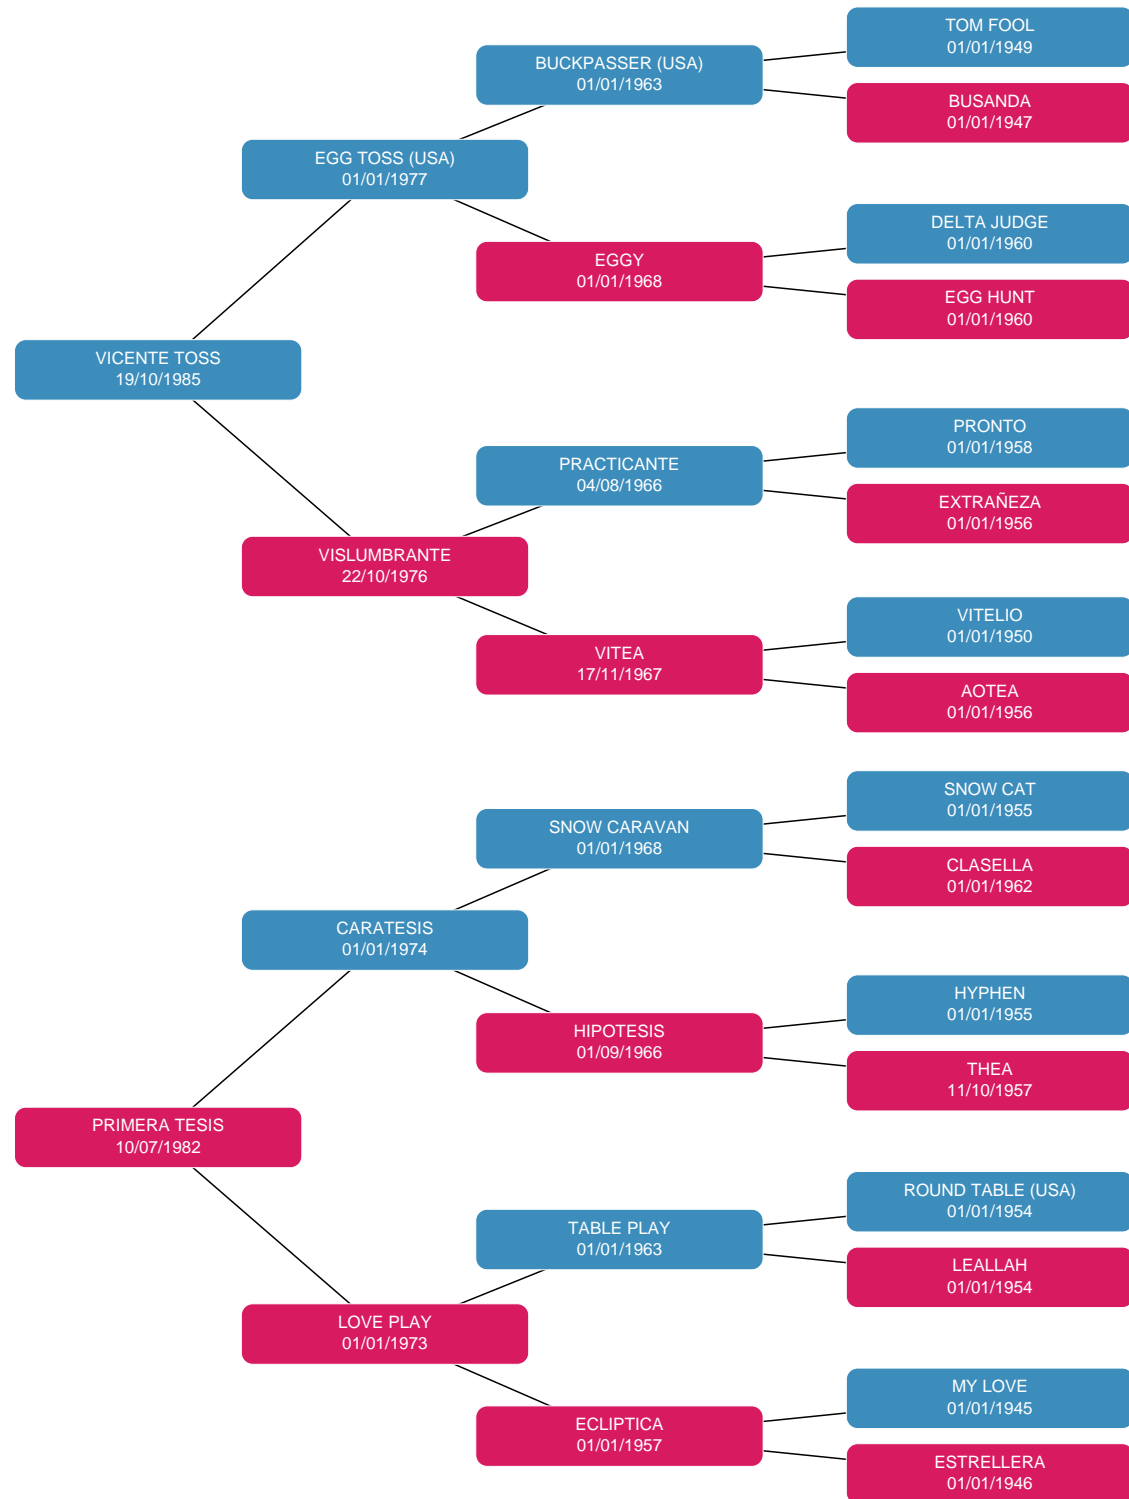 TOM FOOL
01/01/1949
BUCKPASSER (USA)
01/01/1963
BUSANDA
01/01/1947
EGG TOSS (USA)
01/01/1977
DELTA JUDGE
01/01/1960
EGGY
01/01/1968
EGG HUNT
01/01/1960
VICENTE TOSS
19/10/1985
PRONTO
01/01/1958
PRACTICANTE
04/08/1966
EXTRAÑEZA
01/01/1956
VISLUMBRANTE
22/10/1976
VITELIO
01/01/1950
VITEA
17/11/1967
AOTEA
01/01/1956
SNOW CAT
01/01/1955
SNOW CARAVAN
01/01/1968
CLASELLA
01/01/1962
CARATESIS
01/01/1974
HYPHEN
01/01/1955
HIPOTESIS
01/09/1966
THEA
11/10/1957
PRIMERA TESIS
10/07/1982
ROUND TABLE (USA)
01/01/1954
TABLE PLAY
01/01/1963
LEALLAH
01/01/1954
LOVE PLAY
01/01/1973
MY LOVE
01/01/1945
ECLIPTICA
01/01/1957
ESTRELLERA
01/01/1946